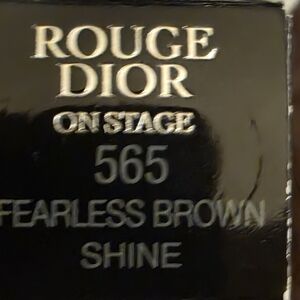 ROUGE
DIOR
ON STAGE
565
FEARLESS BROWN
SHINE